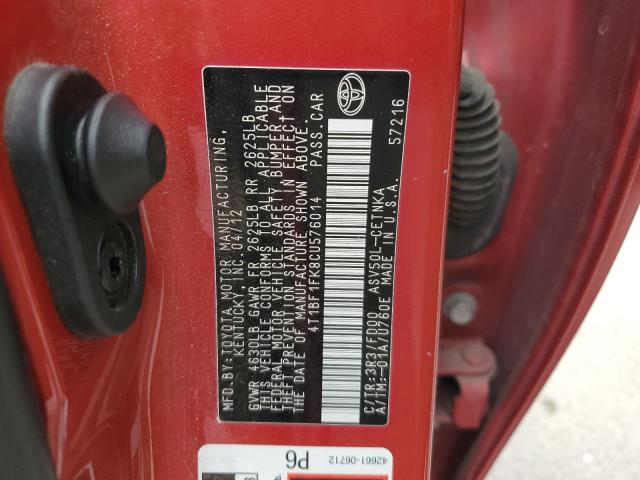 MFD.BY:TOYOTA MOTOR MANUFACTURING,
KENTUCKY,INC. 04/12
GVWR 4630LB GAWR FR 2625LB RR 2625LB
THIS VEHICLE CONFORMS TO ALL APPLICABLE
FEDERAL MOTOR VEHICLE SAFETY, BUMPER,AND
THEFT PREVENTION STANDARDS IN EFFECT ON
THE DATE OF MANUFACTURE SHOWN ABOVE.
4T1BF1FK8CU576014 PASS.CAR
C/TR:3R3/FD00 ASV50L-CETNKA
A/TM:-01A/U760E MADE IN U.S.A. 57216
42661-06712
P6